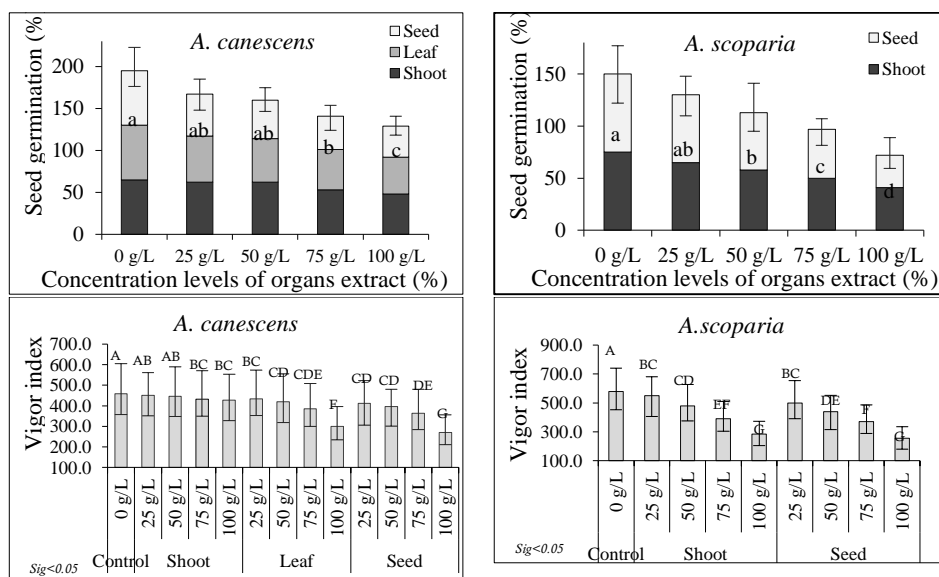 A. canescens
Seed
Leaf
Shoot
Seed germination (%)
200
150
100
50
0
a
ab
ab
b
c
0 g/L 25 g/L 50 g/L 75 g/L 100 g/L
Concentration levels of organs extract (%)
A. scoparia
Seed
Shoot
Seed germination (%)
150
100
50
0
a
ab
b
c
d
0 g/L 25 g/L 50 g/L 75 g/L 100 g/L
Concentration levels of organs extract (%)
A. canescens
Vigor index
700.0
600.0
500.0
400.0
300.0
200.0
100.0
A AB AB BC BC BC CD CDE E CD CD DE G
0 g/L 25 g/L 50 g/L 75 g/L 100 g/L 25 g/L 50 g/L 75 g/L 100 g/L 25 g/L 50 g/L 75 g/L 100 g/L
Control Shoot Leaf Seed
Sig<0.05
A.scoparia
Vigor index
900.0
700.0
500.0
300.0
100.0
A BC CD EF G BC DE F G
0 g/L 25 g/L 50 g/L 75 g/L 100 g/L 25 g/L 50 g/L 75 g/L 100 g/L
Control Shoot Seed
Sig<0.05